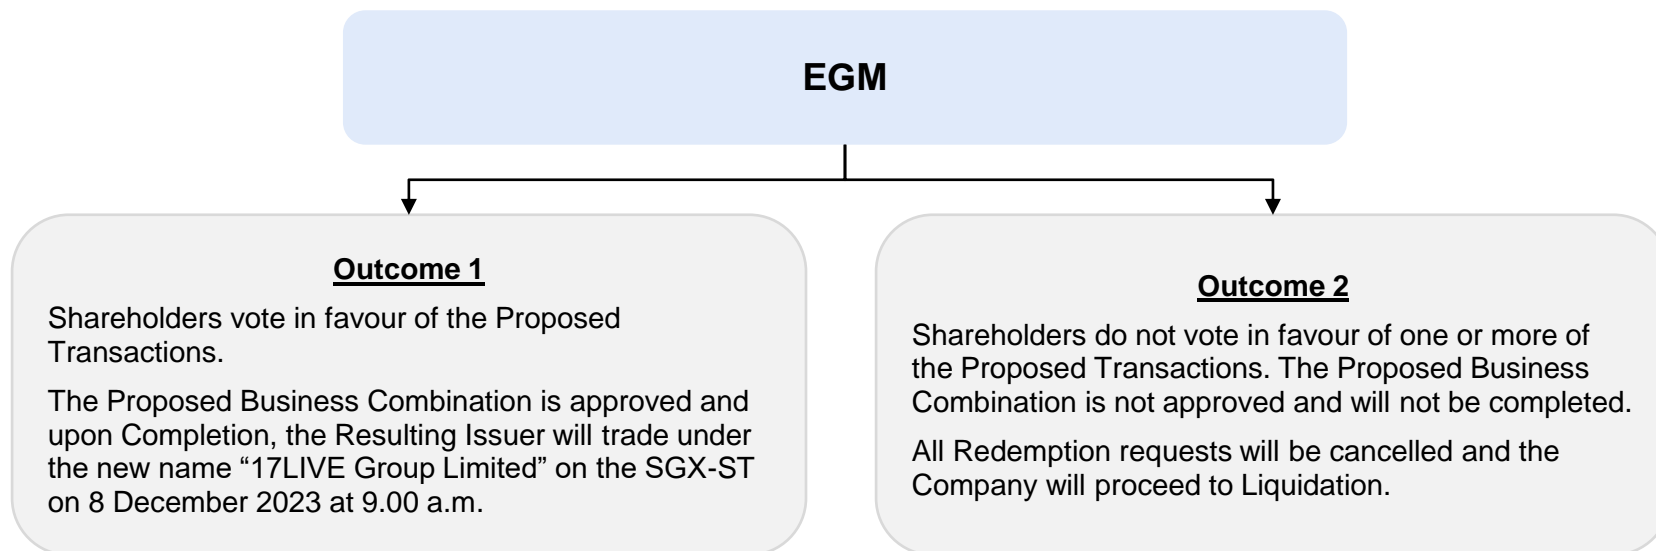 EGM
Outcome 1
Shareholders vote in favour of the Proposed
Transactions.
The Proposed Business Combination is approved and
upon Completion, the Resulting Issuer will trade under
the new name “17LIVE Group Limited” on the SGX-ST
on 8 December 2023 at 9.00 a.m.
Outcome 2
Shareholders do not vote in favour of one or more of
the Proposed Transactions. The Proposed Business
Combination is not approved and will not be completed.
All Redemption requests will be cancelled and the
Company will proceed to Liquidation.